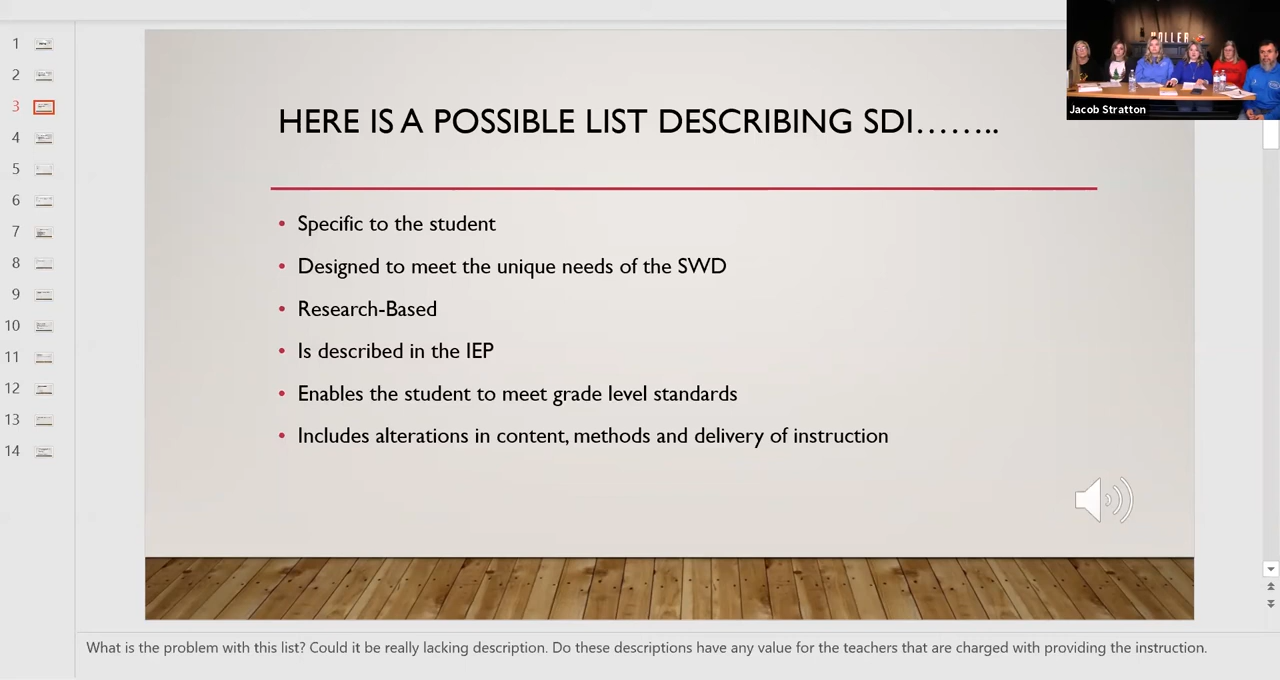 HERE IS A POSSIBLE LIST DESCRIBING SDI……..
• Specific to the student
• Designed to meet the unique needs of the SWD
• Research-Based
• Is described in the IEP
• Enables the student to meet grade level standards
• Includes alterations in content, methods and delivery of instruction
What is the problem with this list? Could it be really lacking description. Do these descriptions have any value for the teachers that are charged with providing the instruction.
1
2
3
4
5
6
7
8
9
10
11
12
13
14
Jacob Stratton